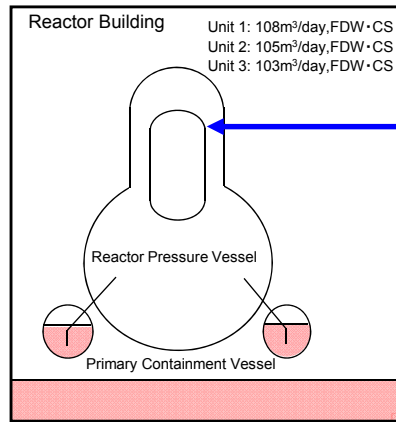 Reactor Building
Unit 1: 108m³/day,FDW･CS
Unit 2: 105m³/day,FDW･CS
Unit 3: 103m³/day,FDW･CS
Reactor Pressure Vessel
Primary Containment Vessel